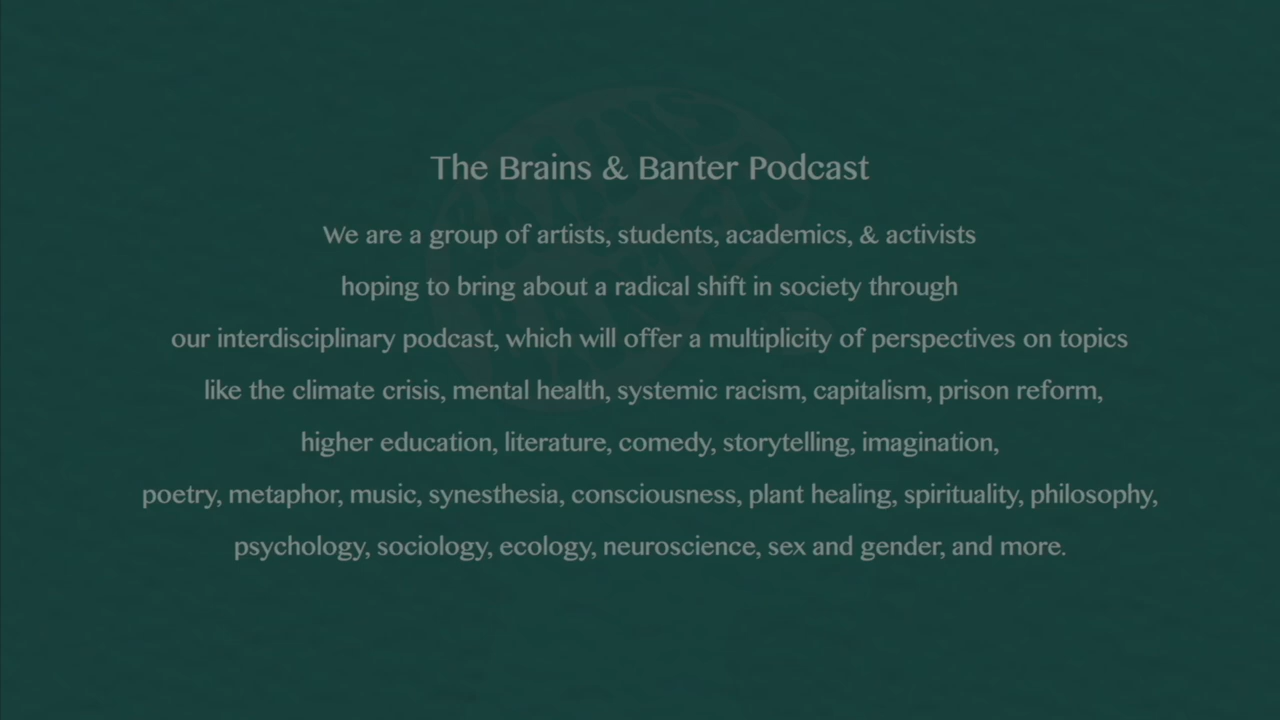 The Brains & Banter Podcast
We are a group of artists, students, academics, & activists
hoping to bring about a radical shift in society through
our interdisciplinary podcast, which will offer a multiplicity of perspectives on topics
like the climate crisis, mental health, systemic racism, capitalism, prison reform,
higher education, literature, comedy, storytelling, imagination,
poetry, metaphor, music, synesthesia, consciousness, plant healing, spirituality, philosophy,
psychology, sociology, ecology, neuroscience, sex and gender, and more.